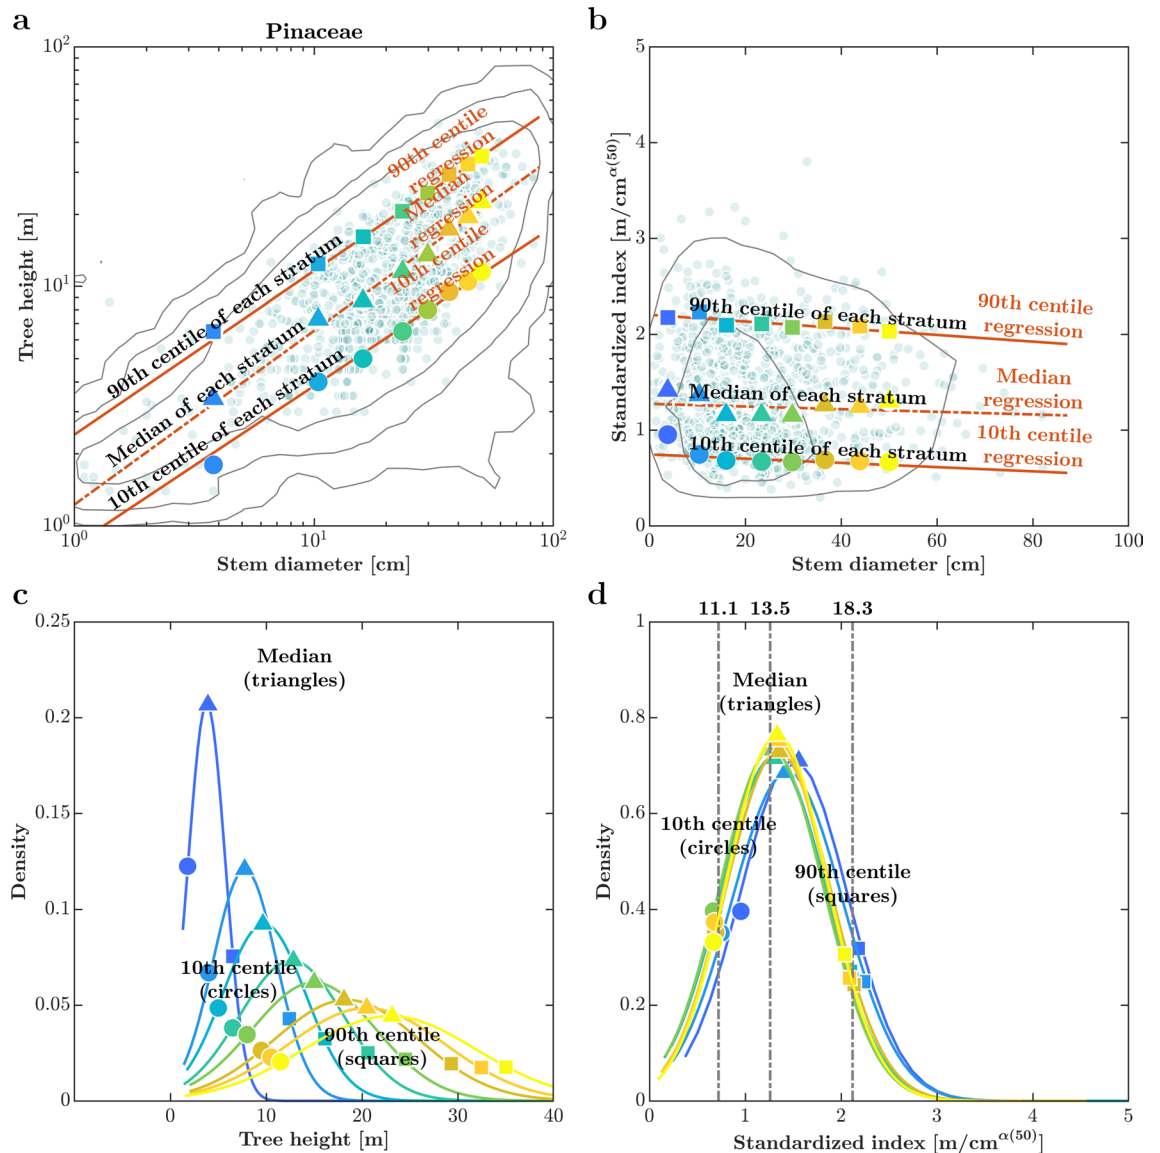 a
Pinaceae
10²
10¹
10⁰
10⁰
10¹
10²
Tree height [m]
Stem diameter [cm]
90th centile
regression
Median
regression
10th centile
regression
90th centile of each stratum
Median of each stratum
10th centile of each stratum
b
5
4
3
2
1
0
0
20
40
60
80
100
Standardized index [m/cm^α(50)]
Stem diameter [cm]
90th centile of each stratum
90th centile
regression
Median of each stratum
Median
regression
10th centile of each stratum
10th centile
regression
c
0.25
0.2
0.15
0.1
0.05
0
0
10
20
30
40
Density
Tree height [m]
Median
(triangles)
10th centile
(circles)
90th centile
(squares)
d
11.1 13.5 18.3
1
0.8
0.6
0.4
0.2
0
0
1
2
3
4
5
Density
Standardized index [m/cm^α(50)]
Median
(triangles)
10th centile
(circles)
90th centile
(squares)